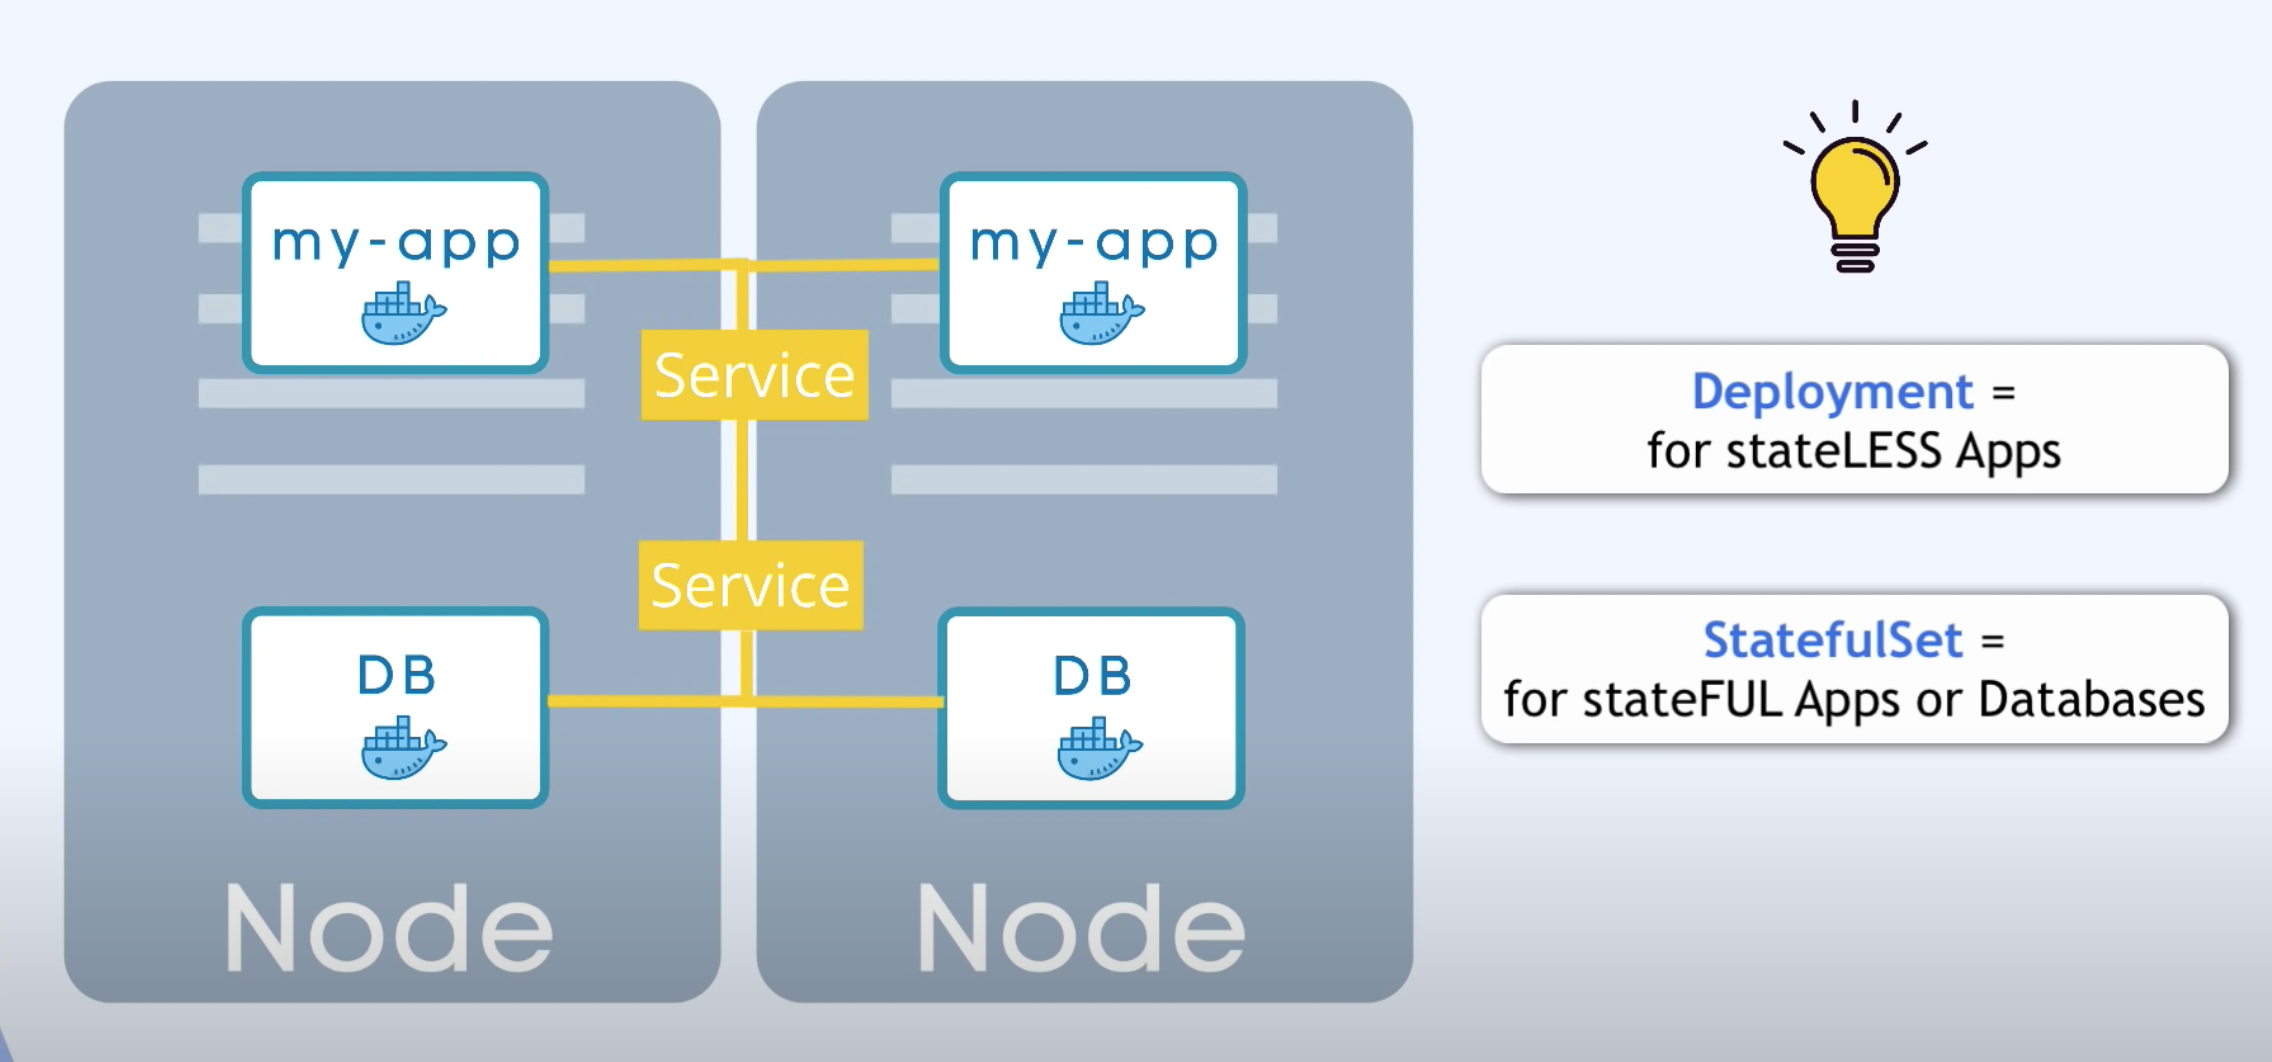 my-app
my-app
Service
Service
DB
DB
Node
Node
Deployment =
for stateLESS Apps
StatefulSet =
for stateFUL Apps or Databases